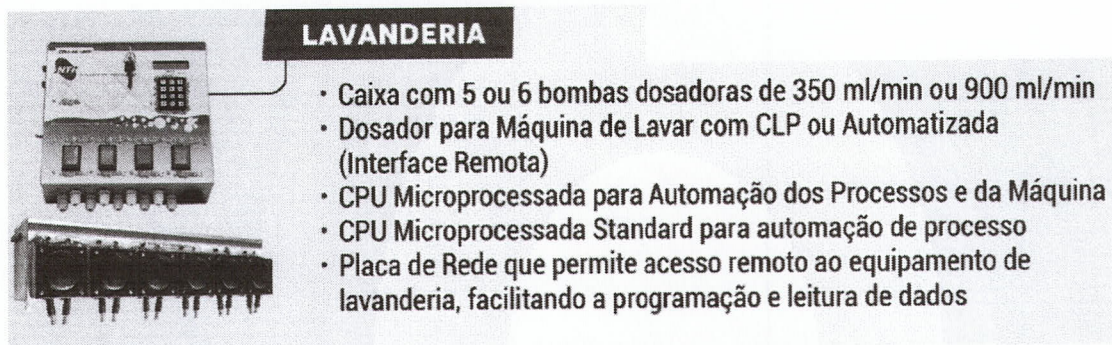 LAVANDERIA
· Caixa com 5 ou 6 bombas dosadoras de 350 ml/min ou 900 ml/min
· Dosador para Máquina de Lavar com CLP ou Automatizada
(Interface Remota)
· CPU Microprocessada para Automação dos Processos e da Máquina
· CPU Microprocessada Standard para automação de processo
· Placa de Rede que permite acesso remoto ao equipamento de
lavanderia, facilitando a programação e leitura de dados